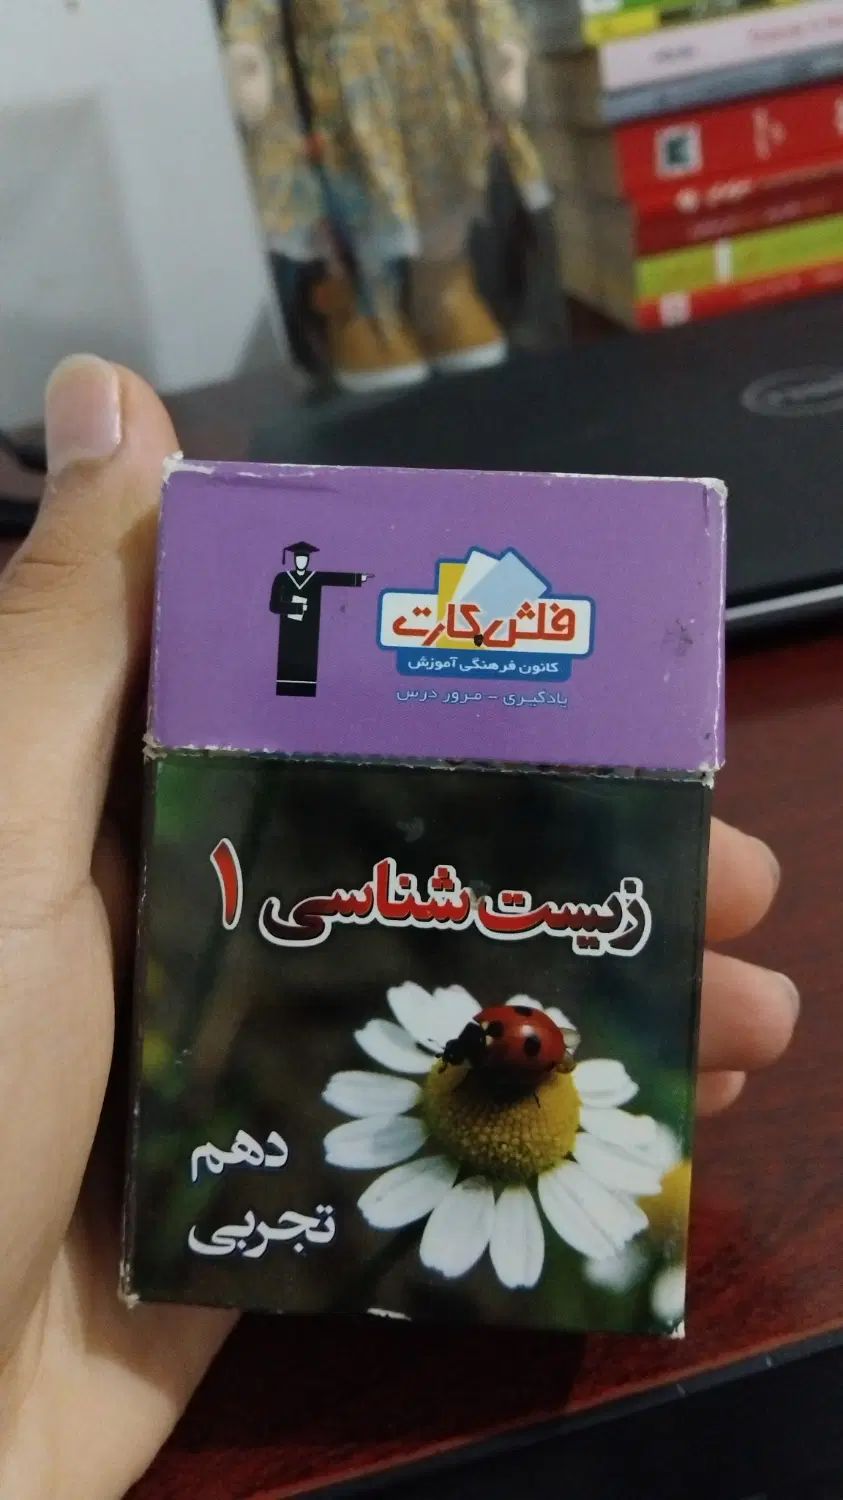 فلش کارت
کانون فرهنگی آموزش
یادگیری - مرور درس
زیست‌شناسی ۱
دهم
تجربی